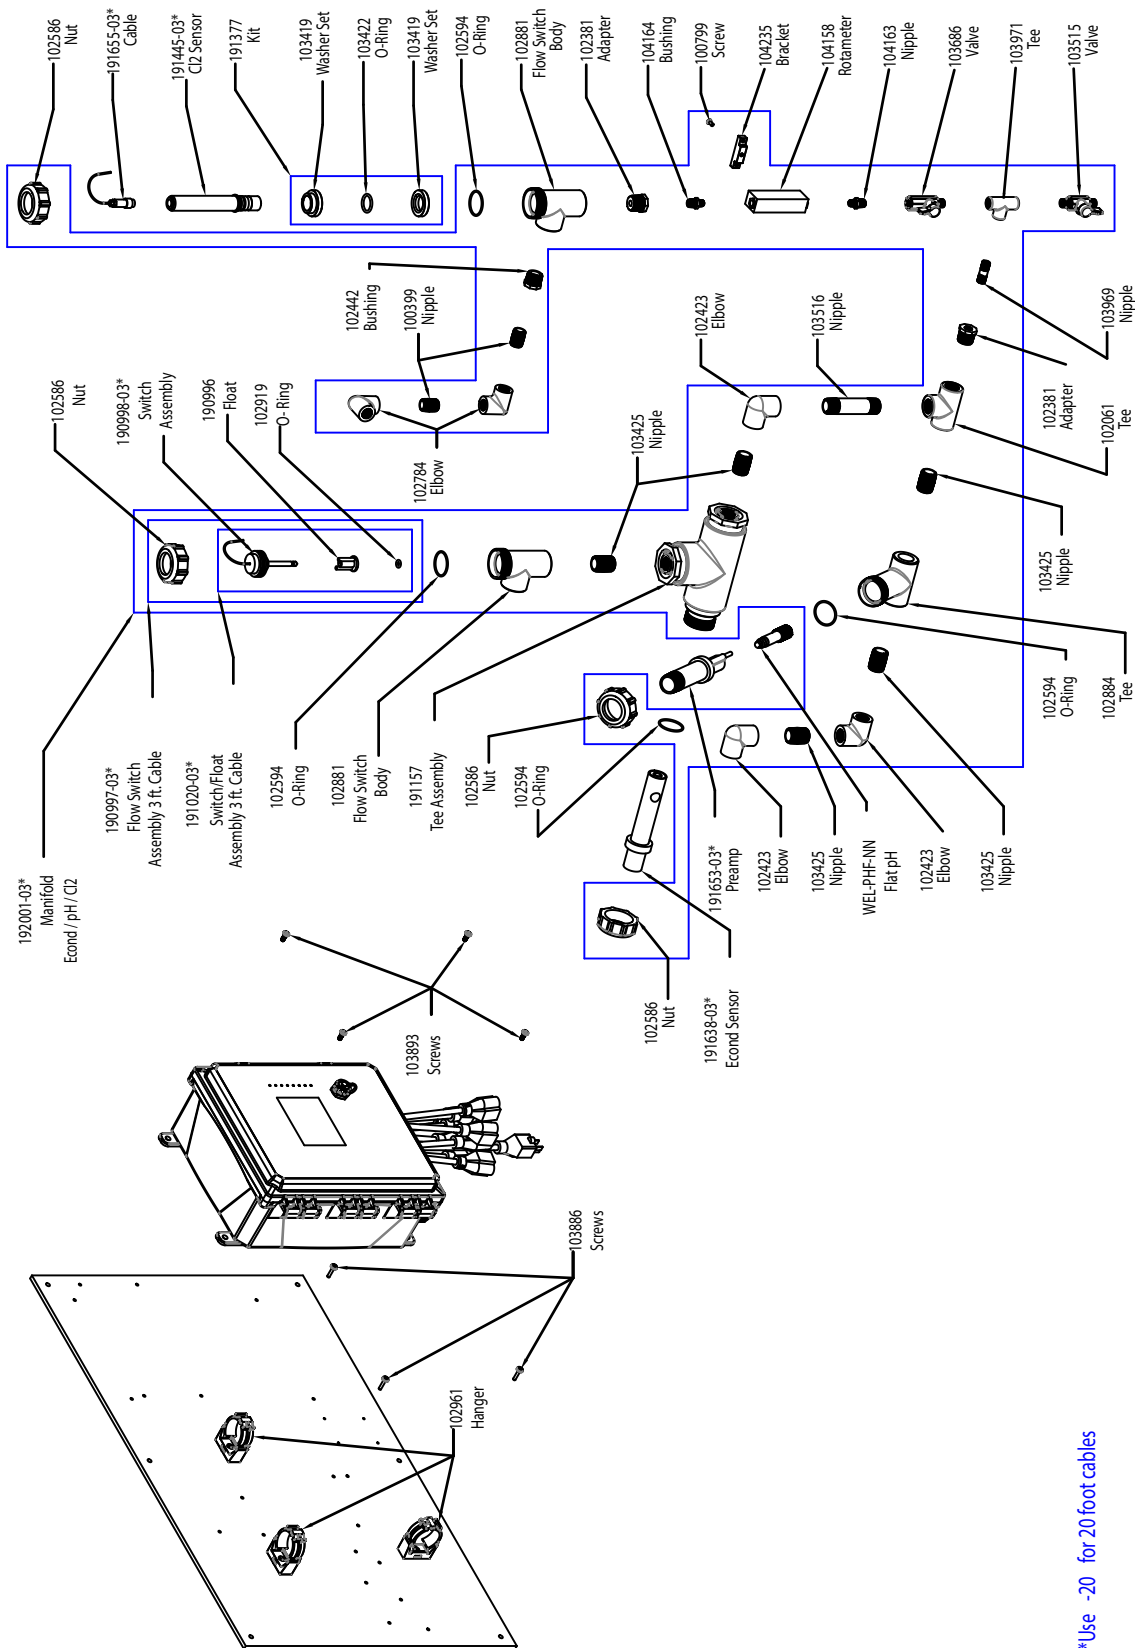 102586
Nut
191655-03*
Cable
191445-03*
Cl2 Sensor
191377
Kit
103419
Washer Set
103422
O-Ring
103419
Washer Set
102594
O-Ring
102881
Flow Switch
Body
102381
Adapter
104164
Bushing
100799
Screw
104235
Bracket
104158
Rotameter
104163
Nipple
103686
Valve
103971
Tee
103515
Valve
102442
Bushing
100399
Nipple
102784
Elbow
102423
Elbow
103516
Nipple
103969
Nipple
102381
Adapter
102061
Tee
102586
Nut
190998-03*
Switch
Assembly
190996
Float
102919
O- Ring
103425
Nipple
103425
Nipple
102594
O-Ring
102884
Tee
192001-03*
Manifold
Econd / pH / Cl2
190997-03*
Flow Switch
Assembly 3 ft. Cable
191020-03*
Switch/Float
Assembly 3 ft. Cable
102594
O-Ring
102881
Flow Switch
Body
191157
Tee Assembly
102586
Nut
102594
O-Ring
191653-03*
Preamp
102423
Elbow
103425
Nipple
WEL-PHF-NN
Flat pH
102423
Elbow
103425
Nipple
102586
Nut
191638-03*
Econd Sensor
103893
Screws
103886
Screws
102961
Hanger
*Use -20 for 20 foot cables